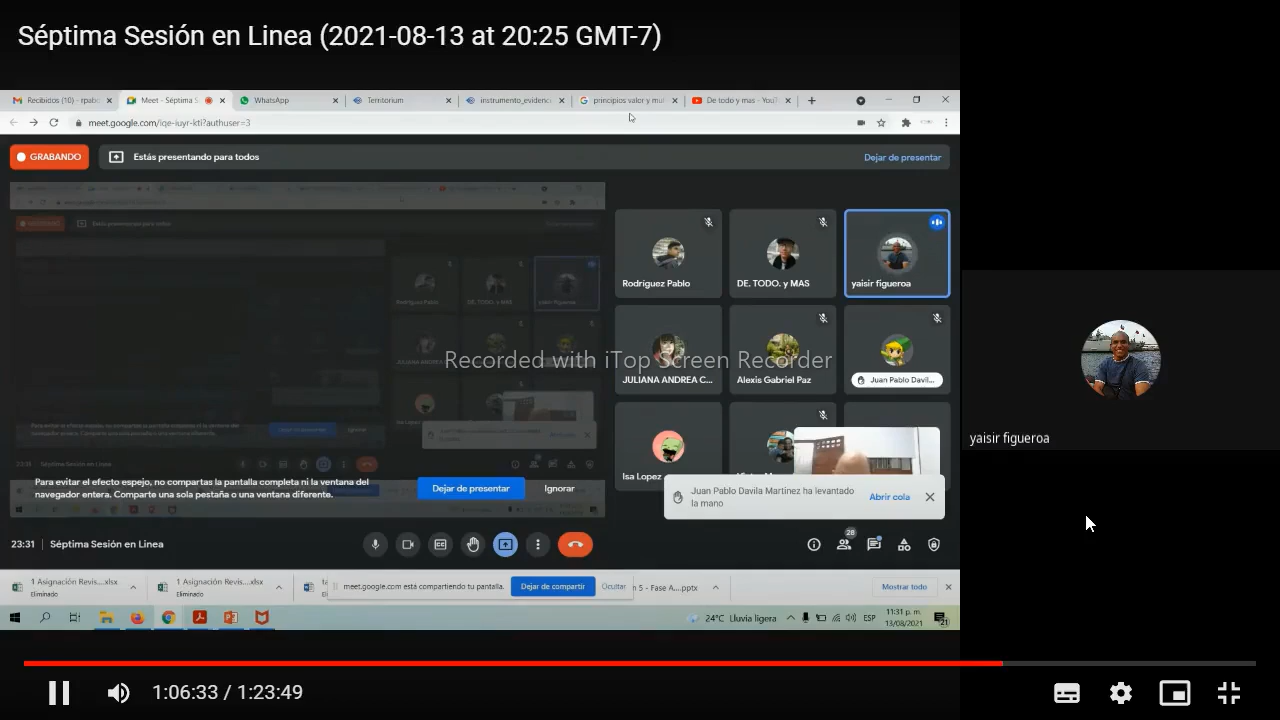 Séptima Sesión en Linea (2021-08-13 at 20:25 GMT-7)
Recibidos (10) - rpab
Meet - Séptima S
WhatsApp
Territorium
instrumento_evidenc
principios valor y mul
De todo y mas - YouT
meet.google.com/iqe-iuyr-kti?authuser=3
GRABANDO
Estás presentando para todos
Dejar de presentar
Rodríguez Pablo
DE. TODO. y MAS
yaisir figueroa
Recorded with iTop Screen Recorder
JULIANA ANDREA C...
Alexis Gabriel Paz
Juan Pablo Davil...
yaisir figueroa
Isa Lopez
Para evitar el efecto espejo, no compartas la pantalla completa ni la ventana del
navegador entera. Comparte una sola pestaña o una ventana diferente.
Dejar de presentar
Ignorar
Juan Pablo Davila Martinez ha levantado
la mano
Abrir cola
23:31 | Séptima Sesión en Linea
28
1 Asignación Revis....xlsx
Eliminado
1 Asignación Revis....xlsx
Eliminado
meet.google.com está compartiendo tu pantalla.
Dejar de compartir
Ocultar
n 5 - Fase A....pptx
Mostrar todo
24°C Lluvia ligera
ESP
11:31 p. m.
13/08/2021
21
1:06:33 / 1:23:49